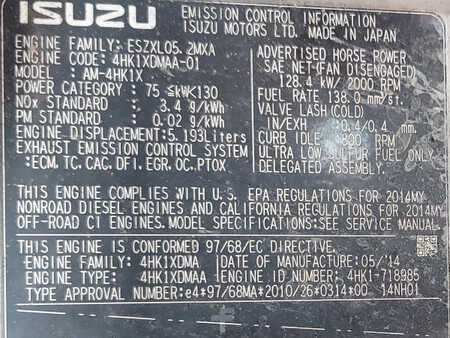 ISUZU
EMISSION CONTROL INFORMATION
ISUZU MOTORS LTD. MADE IN JAPAN
ENGINE FAMILY: ESZXL05.2MXA
ENGINE CODE: 4HK1XDMAA-01
MODEL : AM-4HK1X
POWER CATEGORY : 75 ≤kW<130
NOx STANDARD : 3.4 g/kWh
PM STANDARD : 0.02 g/kWh
ENGINE DISPLACEMENT: 5.193Liters
EXHAUST EMISSION CONTROL SYSTEM
:ECM.TC.CAC.DFI.EGR.OC.PTOX
ADVERTISED HORSE POWER
SAE NET(FAN DISENGAGED)
128.4 kW/ 2000 RPM
FUEL RATE 138.0 mm³/st.
VALVE LASH(COLD)
IN/EXH :0.4/0.4 mm
CURB IDLE : 800 RPM
ULTRA LOW SULFUR FUEL ONLY
DELEGATED ASSEMBLY.
THIS ENGINE COMPLIES WITH U.S. EPA REGULATIONS FOR 2014MY
NONROAD DIESEL ENGINES AND CALIFORNIA REGULATIONS FOR 2014MY
OFF-ROAD CI ENGINES.MODEL SPECIFICATIONS:SEE SERVICE MANUAL.
THIS ENGINE IS CONFORMED 97/68/EC DIRECTIVE.
ENGINE FAMILY: 4HK1XDMA DATE OF MANUFACTURE: 05/'14
ENGINE TYPE: 4HK1XDMAA ENGINE ID. NUMBER: 4HK1-718985
TYPE APPROVAL NUMBER:e4*97/68MA*2010/26*0314*00 14NH01